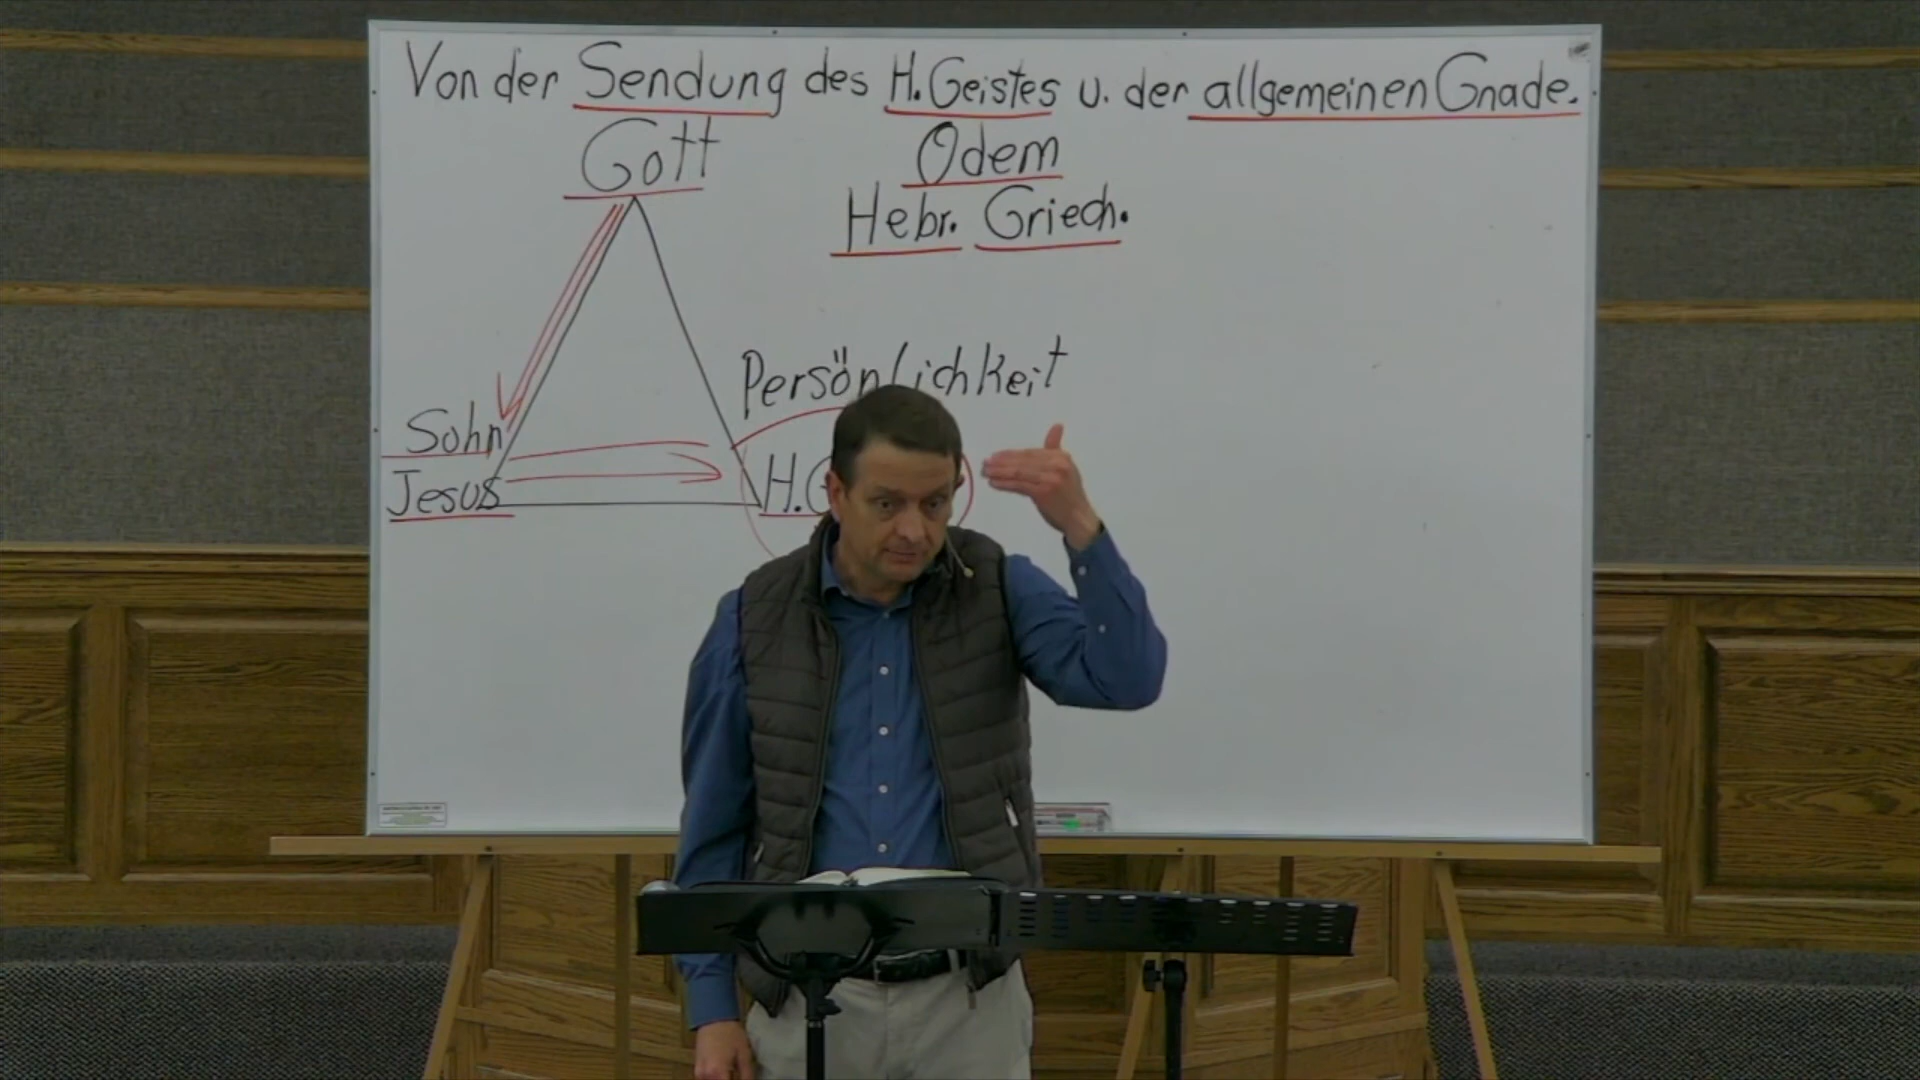 Von der Sendung des H. Geistes u. der allgemeinen Gnade.
Gott
Odem
Hebr. Griech.
Persönlichkeit
Sohn
Jesus
H.